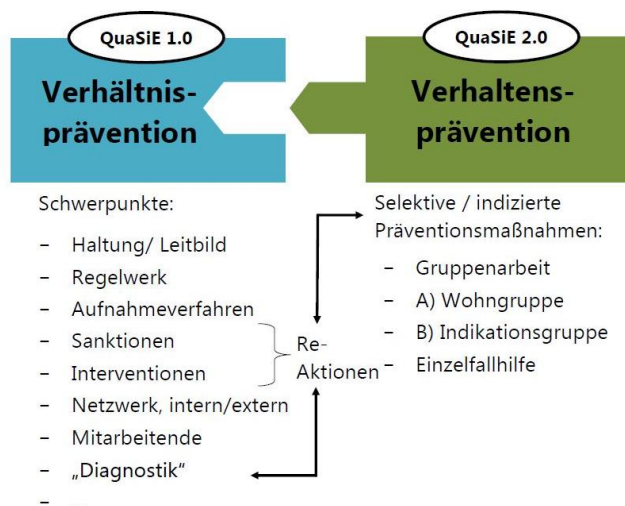 QuaSiE 1.0
Verhältnis-
prävention
Schwerpunkte:
- Haltung/ Leitbild
- Regelwerk
- Aufnahmeverfahren
- Sanktionen
- Interventionen
- Netzwerk, intern/extern
- Mitarbeitende
- „Diagnostik“
- ...
Re-
Aktionen
QuaSiE 2.0
Verhaltens-
prävention
Selektive / indizierte
Präventionsmaßnahmen:
- Gruppenarbeit
- A) Wohngruppe
- B) Indikationsgruppe
- Einzelfallhilfe